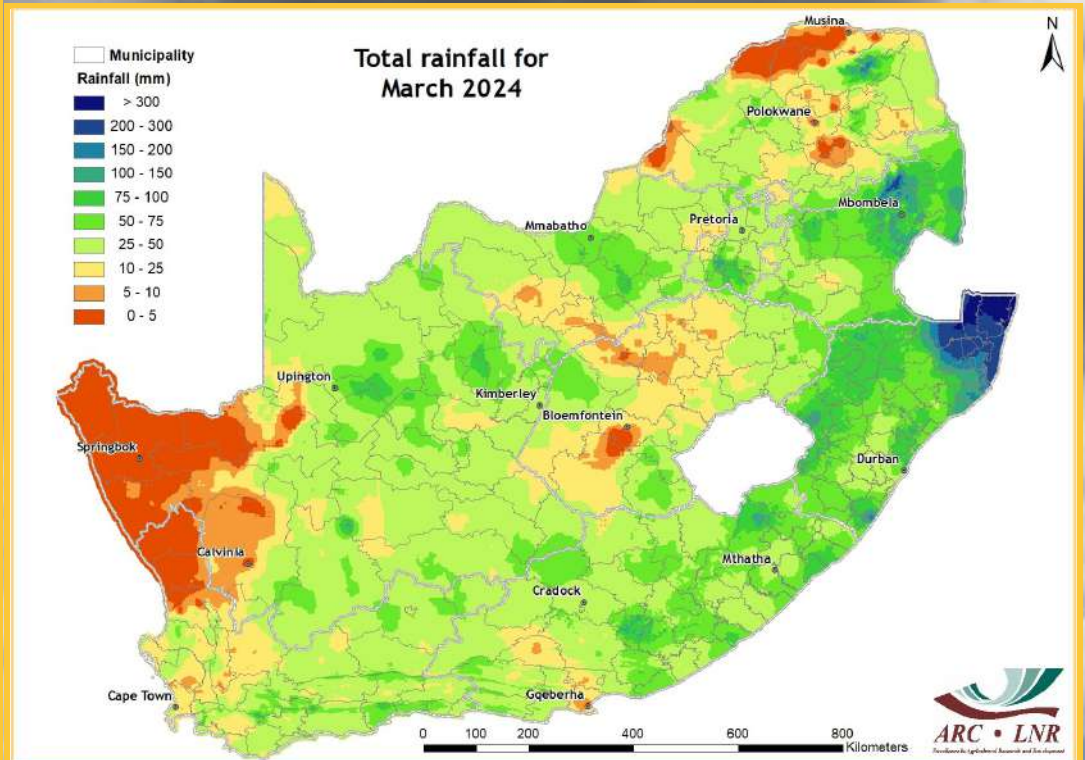 Total rainfall for
March 2024
N
Municipality
Rainfall (mm)
> 300
200 - 300
150 - 200
100 - 150
75 - 100
50 - 75
25 - 50
10 - 25
5 - 10
0 - 5
Musina
Polokwane
Mbombela
Pretoria
Mmabatho
Upington
Kimberley
Bloemfontein
Springbok
Durban
Calvinia
Mthatha
Cradock
Cape Town
Gqeberha
0 100 200 400 600 800
Kilometers
ARC • LNR